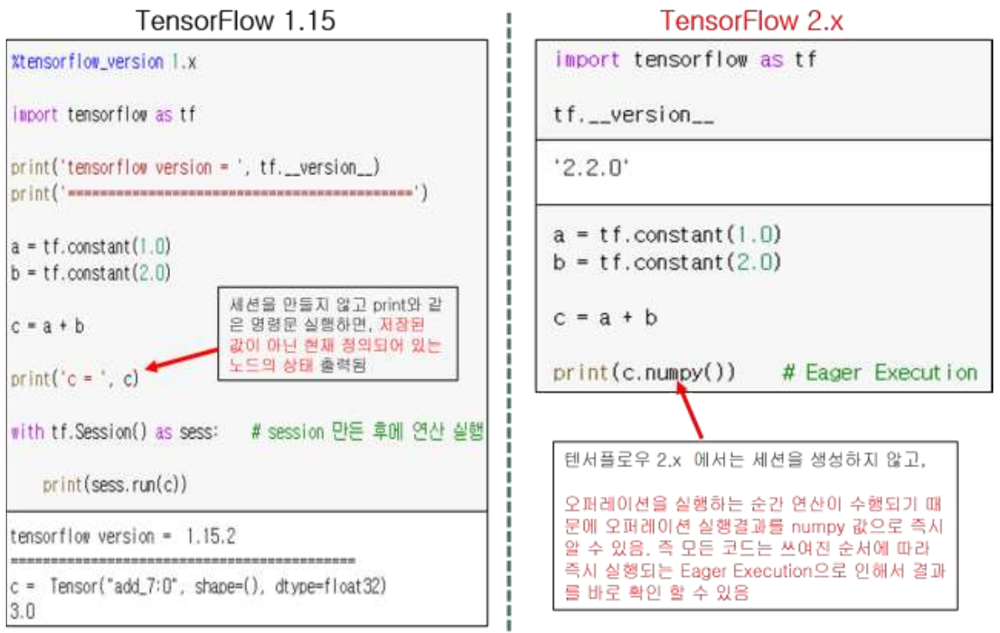 TensorFlow 1.15
%tensorflow_version 1.x
import tensorflow as tf
print('tensorflow version = ', tf.__version__)
print('===========================================')
a = tf.constant(1.0)
b = tf.constant(2.0)
c = a + b
세션을 만들지 않고 print와 같
은 명령문 실행하면, 저장된
값이 아닌 현재 정의되어 있는
노드의 상태 출력됨
print('c = ', c)
with tf.Session() as sess: # session 만든 후에 연산 실행
print(sess.run(c))
tensorflow version = 1.15.2
===========================================
c = Tensor("add_7:0", shape=(), dtype=float32)
3.0
TensorFlow 2.x
import tensorflow as tf
tf.__version__
'2.2.0'
a = tf.constant(1.0)
b = tf.constant(2.0)
c = a + b
print(c.numpy()) # Eager Execution
텐서플로우 2.x 에서는 세션을 생성하지 않고,
오퍼레이션을 실행하는 순간 연산이 수행되기 때
문에 오퍼레이션 실행결과를 numpy 값으로 즉시
알 수 있음. 즉 모든 코드는 쓰여진 순서에 따라
즉시 실행되는 Eager Execution으로 인해서 결과
를 바로 확인 할 수 있음